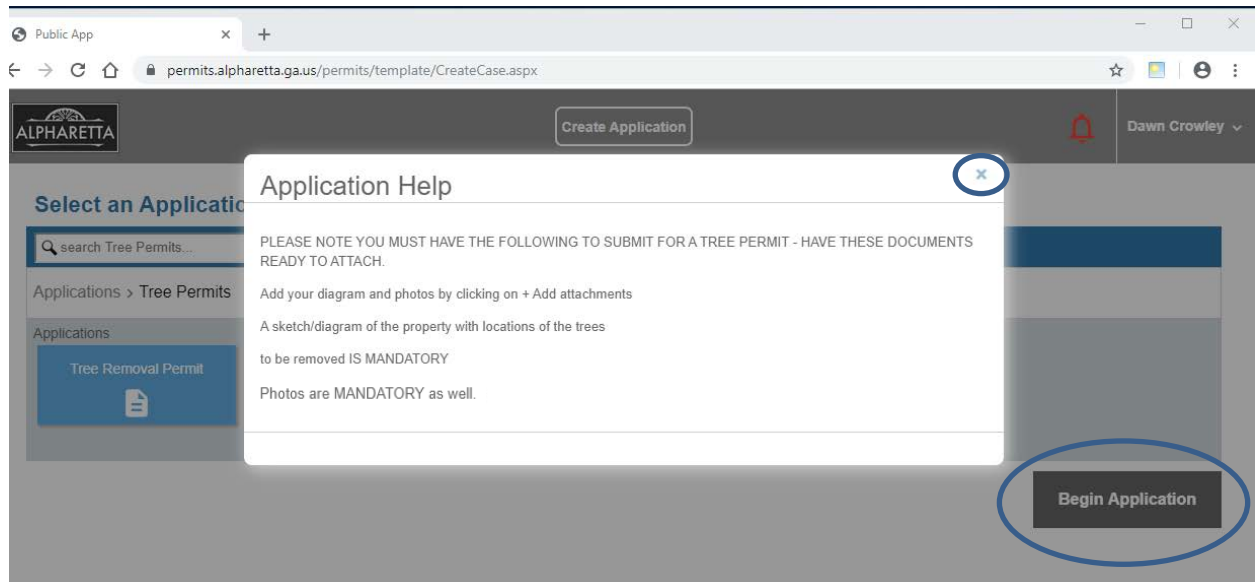 Public App
permits.alpharetta.ga.us/permits/template/CreateCase.aspx
ALPHARETTA
Create Application
Dawn Crowley
Application Help
Select an Applicatio
search Tree Permits...
PLEASE NOTE YOU MUST HAVE THE FOLLOWING TO SUBMIT FOR A TREE PERMIT - HAVE THESE DOCUMENTS
READY TO ATTACH.
Applications > Tree Permits
Add your diagram and photos by clicking on + Add attachments
Applications
A sketch/diagram of the property with locations of the trees
to be removed IS MANDATORY
Tree Removal Permit
Photos are MANDATORY as well.
Begin Application